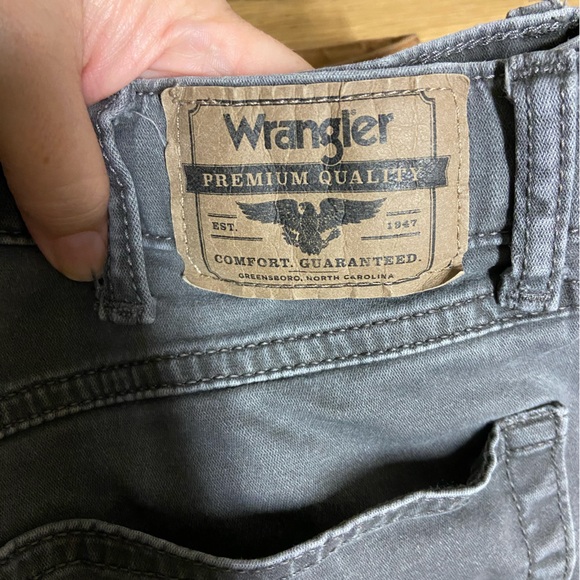 Wrangler
PREMIUM QUALITY
EST. 1947
COMFORT. GUARANTEED.
GREENSBORO, NORTH CAROLINA